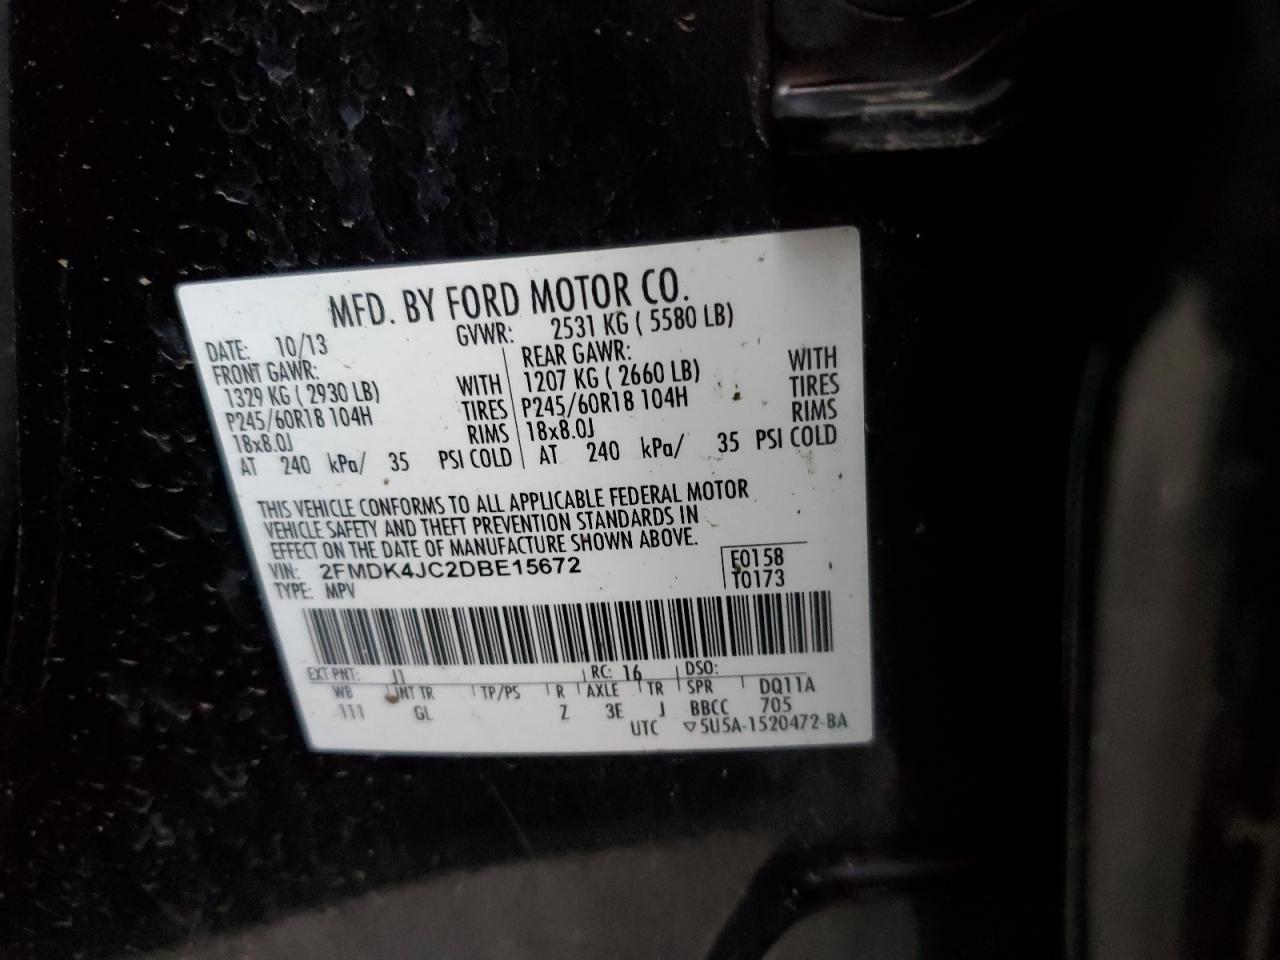 MFD. BY FORD MOTOR CO.
DATE: 10/13 GVWR: 2531 KG ( 5580 LB)
FRONT GAWR: REAR GAWR:
1329 KG ( 2930 LB) WITH 1207 KG ( 2660 LB) WITH
P245/60R18 104H TIRES P245/60R18 104H TIRES
18x8.0J RIMS 18x8.0J RIMS
AT 240 kPa/ 35 PSI COLD AT 240 kPa/ 35 PSI COLD
THIS VEHICLE CONFORMS TO ALL APPLICABLE FEDERAL MOTOR
VEHICLE SAFETY AND THEFT PREVENTION STANDARDS IN
EFFECT ON THE DATE OF MANUFACTURE SHOWN ABOVE.
VIN: 2FMDK4JC2DBE15672 F0158
TYPE: MPV T0173
EXT PNT: J1 RC: 16 DSO:
WB INT TR TP/PS R AXLE TR SPR DQ11A
111 GL Z 3E J BBCC 705
UTC ▽5U5A-1520472-BA